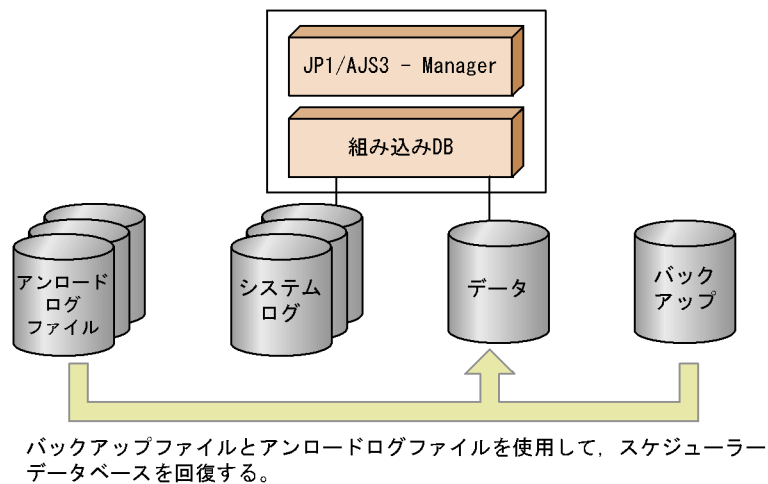 JP1/AJS3 - Manager
組み込みDB
アンロード
ログ
ファイル
システム
ログ
データ
バック
アップ
バックアップファイルとアンロードログファイルを使用して，スケジューラー
データベースを回復する。